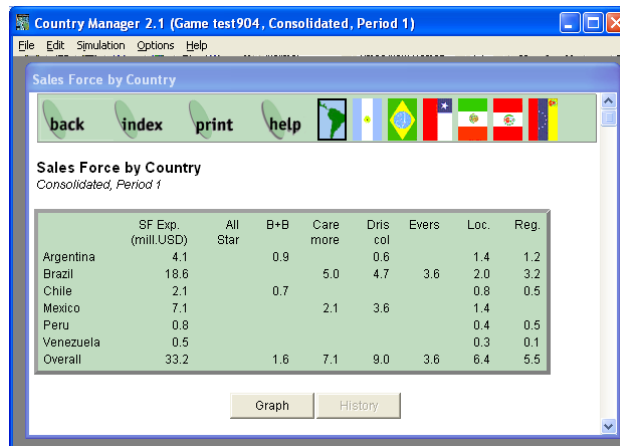 Country Manager 2.1 (Game test904, Consolidated, Period 1)
File Edit Simulation Options Help
Sales Force by Country
back index print help
Sales Force by Country
Consolidated, Period 1
SF Exp. All B+B Care Dris Evers Loc. Reg.
(mill.USD) Star more col
Argentina 4.1 0.9 0.6 1.4 1.2
Brazil 18.6 5.0 4.7 3.6 2.0 3.2
Chile 2.1 0.7 0.8 0.5
Mexico 7.1 2.1 3.6 1.4
Peru 0.8 0.4 0.5
Venezuela 0.5 0.3 0.1
Overall 33.2 1.6 7.1 9.0 3.6 6.4 5.5
Graph History